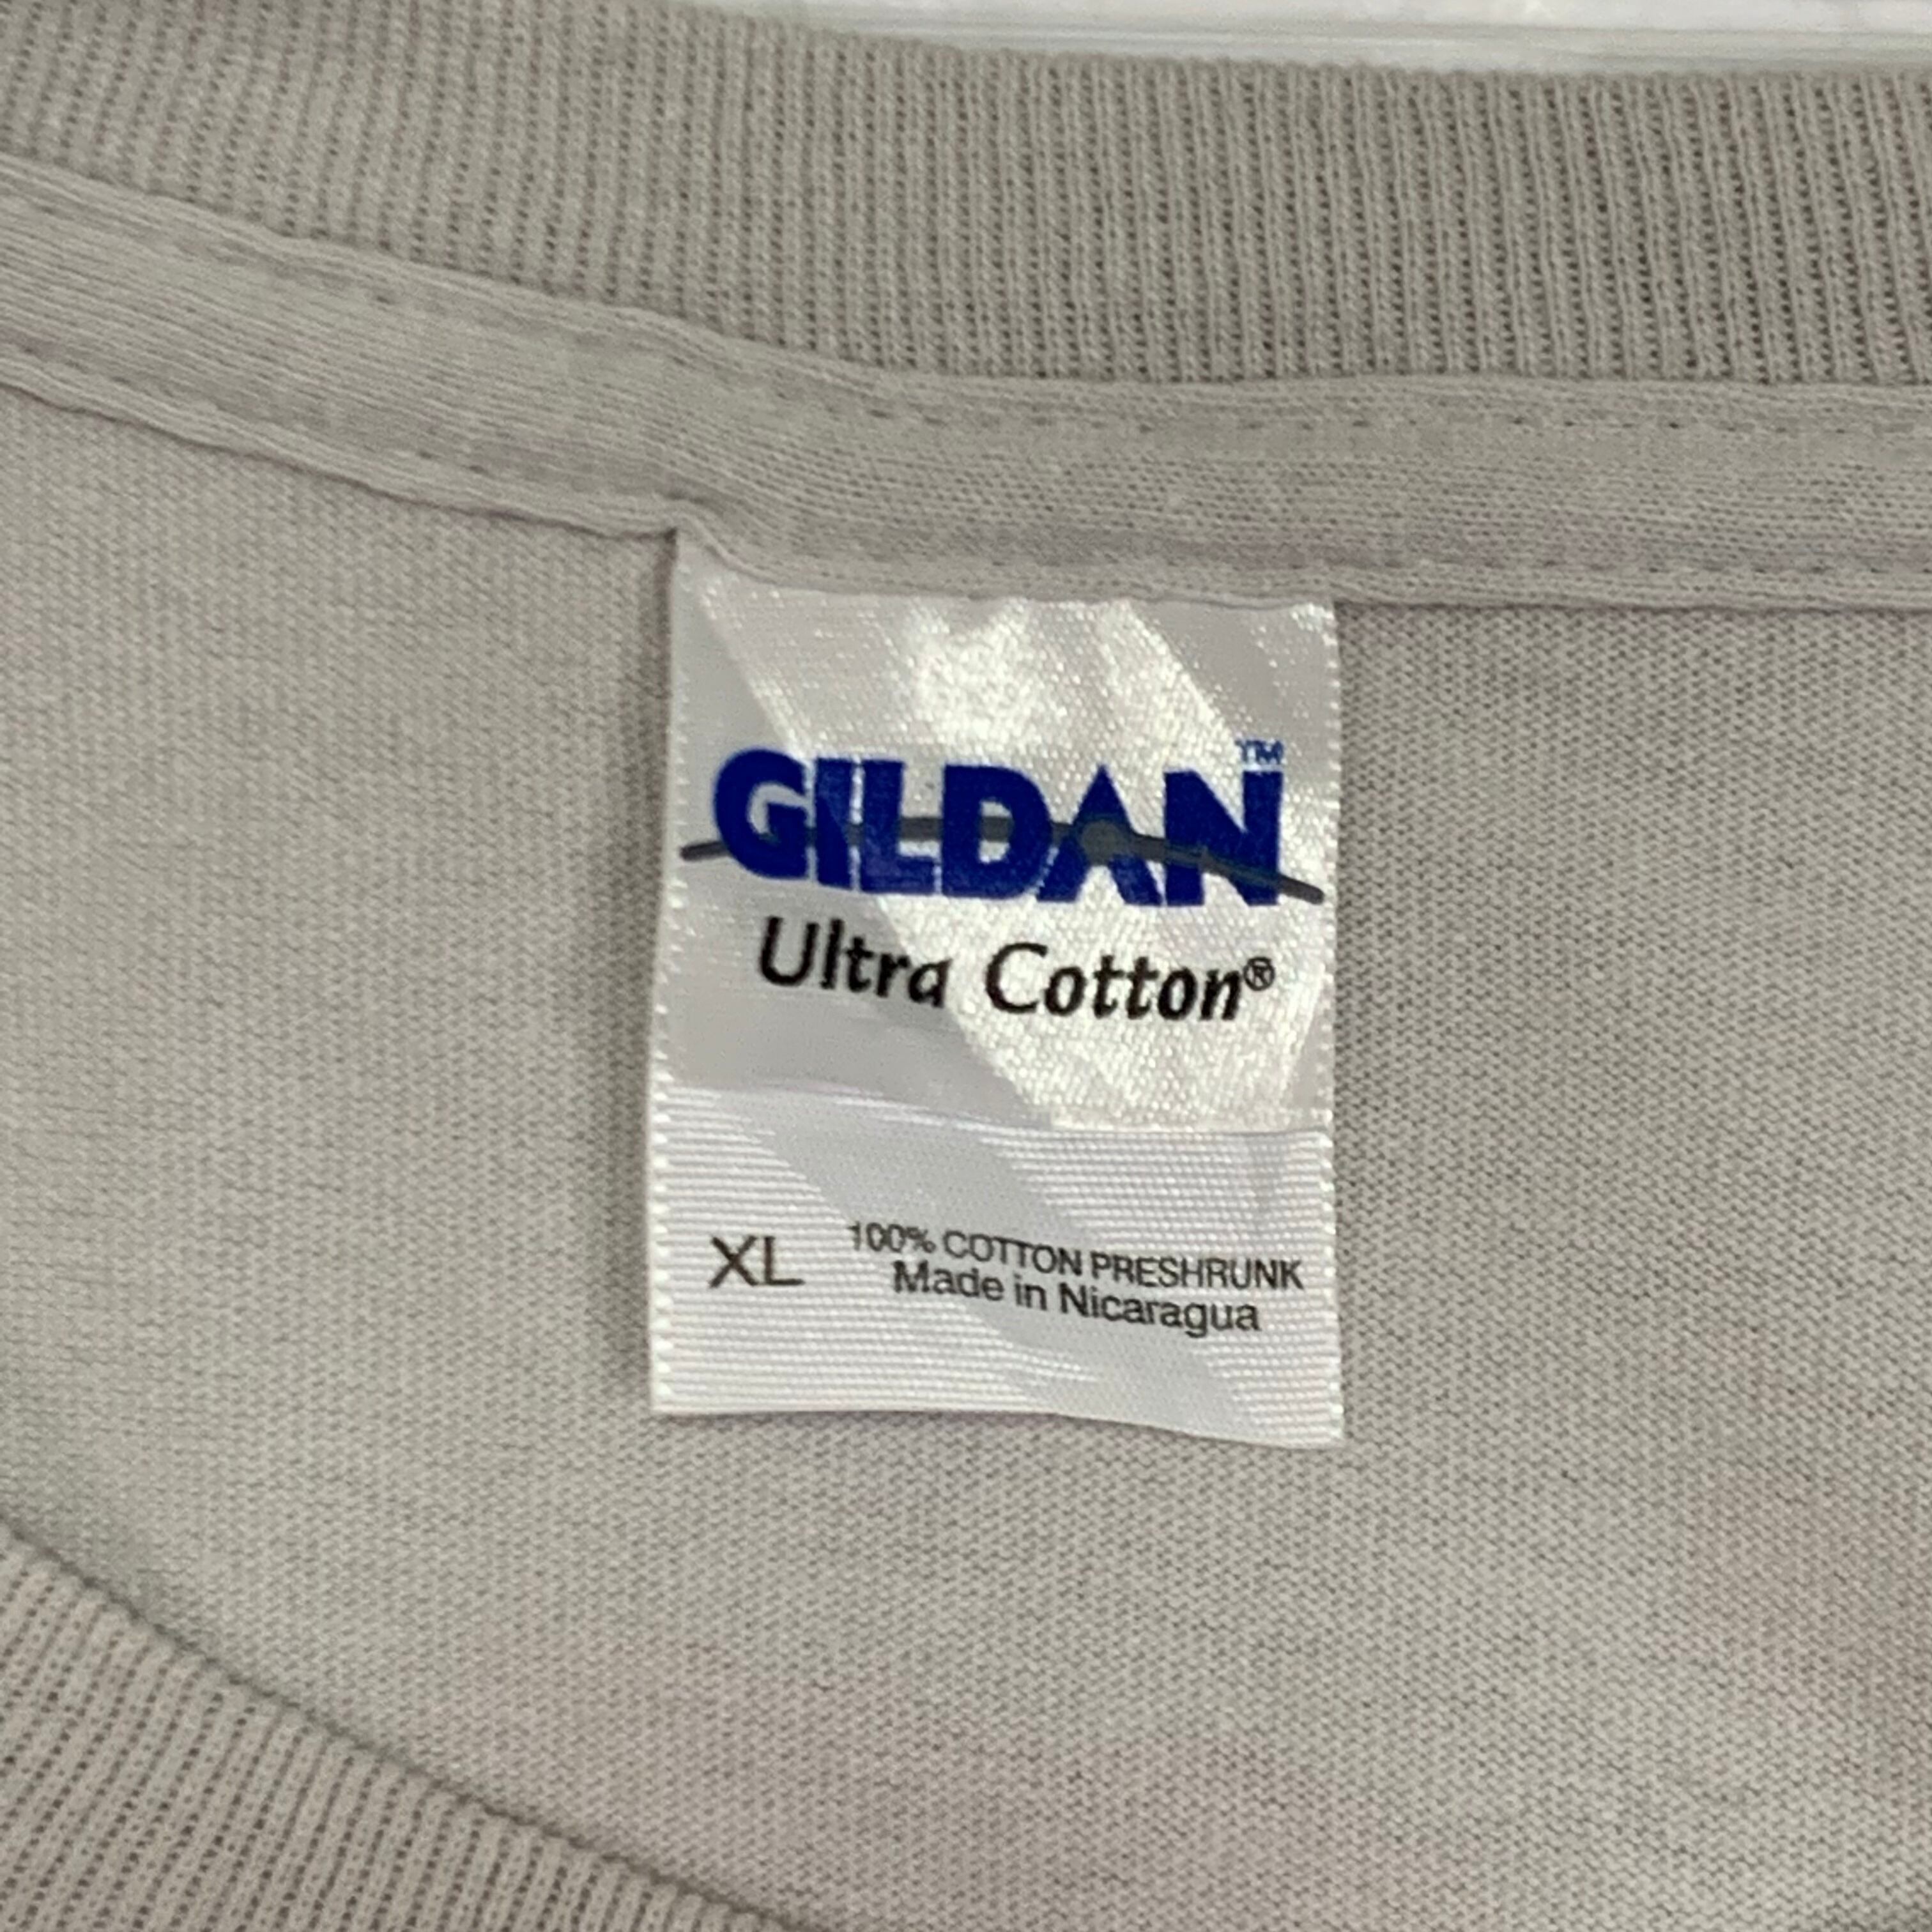 GILDAN™
Ultra Cotton®
XL
100% COTTON PRESHRUNK
Made in Nicaragua